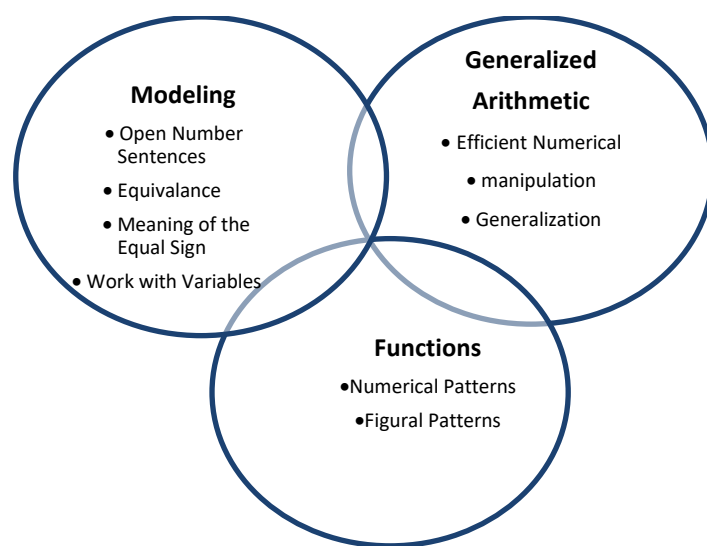 Modeling
• Open Number
Sentences
• Equivalance
• Meaning of the
Equal Sign
• Work with Variables
Generalized
Arithmetic
• Efficient Numerical
• manipulation
• Generalization
Functions
•Numerical Patterns
•Figural Patterns